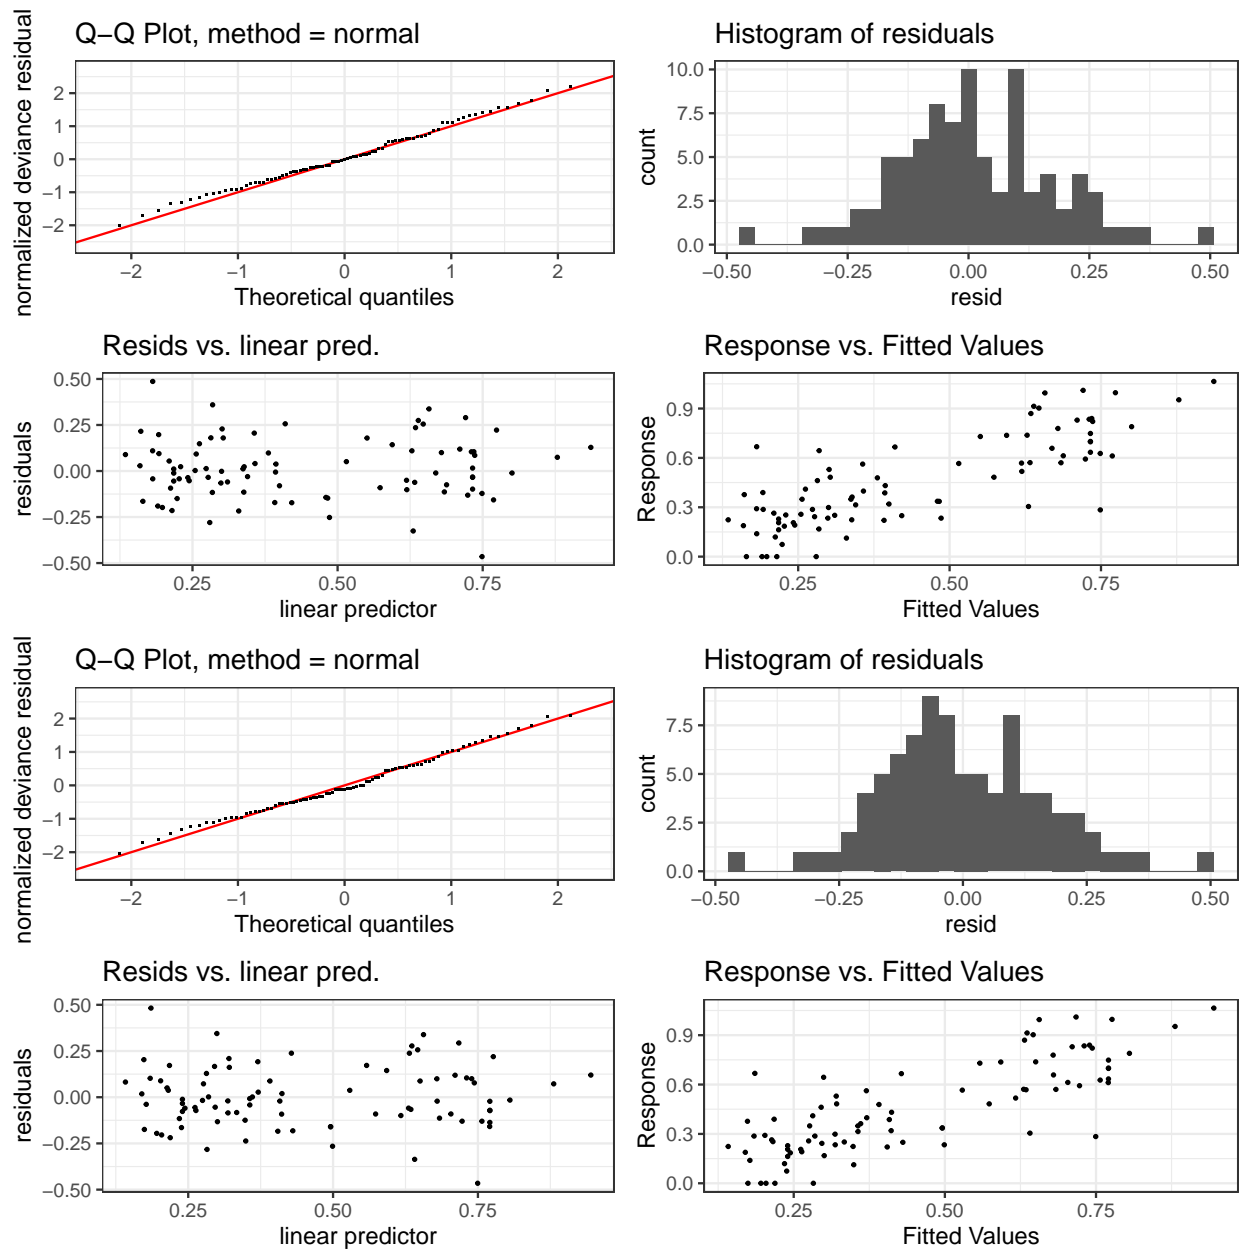 Q−Q Plot, method = normal
normalized deviance residual
2
1
0
−1
−2
−2 −1 0 1 2
Theoretical quantiles
Histogram of residuals
count
10.0
7.5
5.0
2.5
0.0
−0.50 −0.25 0.00 0.25 0.50
resid
Resids vs. linear pred.
residuals
0.50
0.25
0.00
−0.25
−0.50
0.25 0.50 0.75
linear predictor
Response vs. Fitted Values
Response
0.9
0.6
0.3
0.0
0.25 0.50 0.75
Fitted Values
Q−Q Plot, method = normal
normalized deviance residual
2
1
0
−1
−2
−2 −1 0 1 2
Theoretical quantiles
Histogram of residuals
count
7.5
5.0
2.5
0.0
−0.50 −0.25 0.00 0.25 0.50
resid
Resids vs. linear pred.
residuals
0.50
0.25
0.00
−0.25
−0.50
0.25 0.50 0.75
linear predictor
Response vs. Fitted Values
Response
0.9
0.6
0.3
0.0
0.25 0.50 0.75
Fitted Values